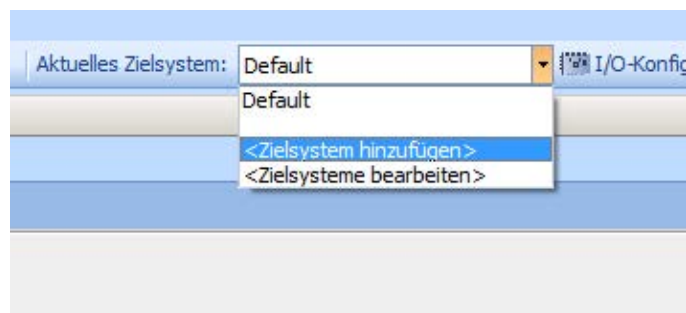 Aktuelles Zielsystem: Default I/O-Konfig
Default
<Zielsystem hinzufügen>
<Zielsysteme bearbeiten>